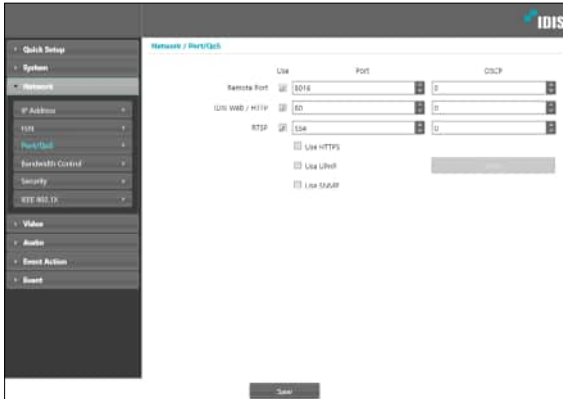 IDIS
Quick Setup
System
Network
IP Address
FEN
Port/QoS
Bandwidth Control
Security
IEEE 802.1X
Video
Audio
Event Action
Event
Network / Port/QoS
Use Port DSCP
Remote Port 8016 0
IDIS Web / HTTP 80 0
RTSP 554 0
Use HTTPS
Use UPNP
Use SNMP
Save